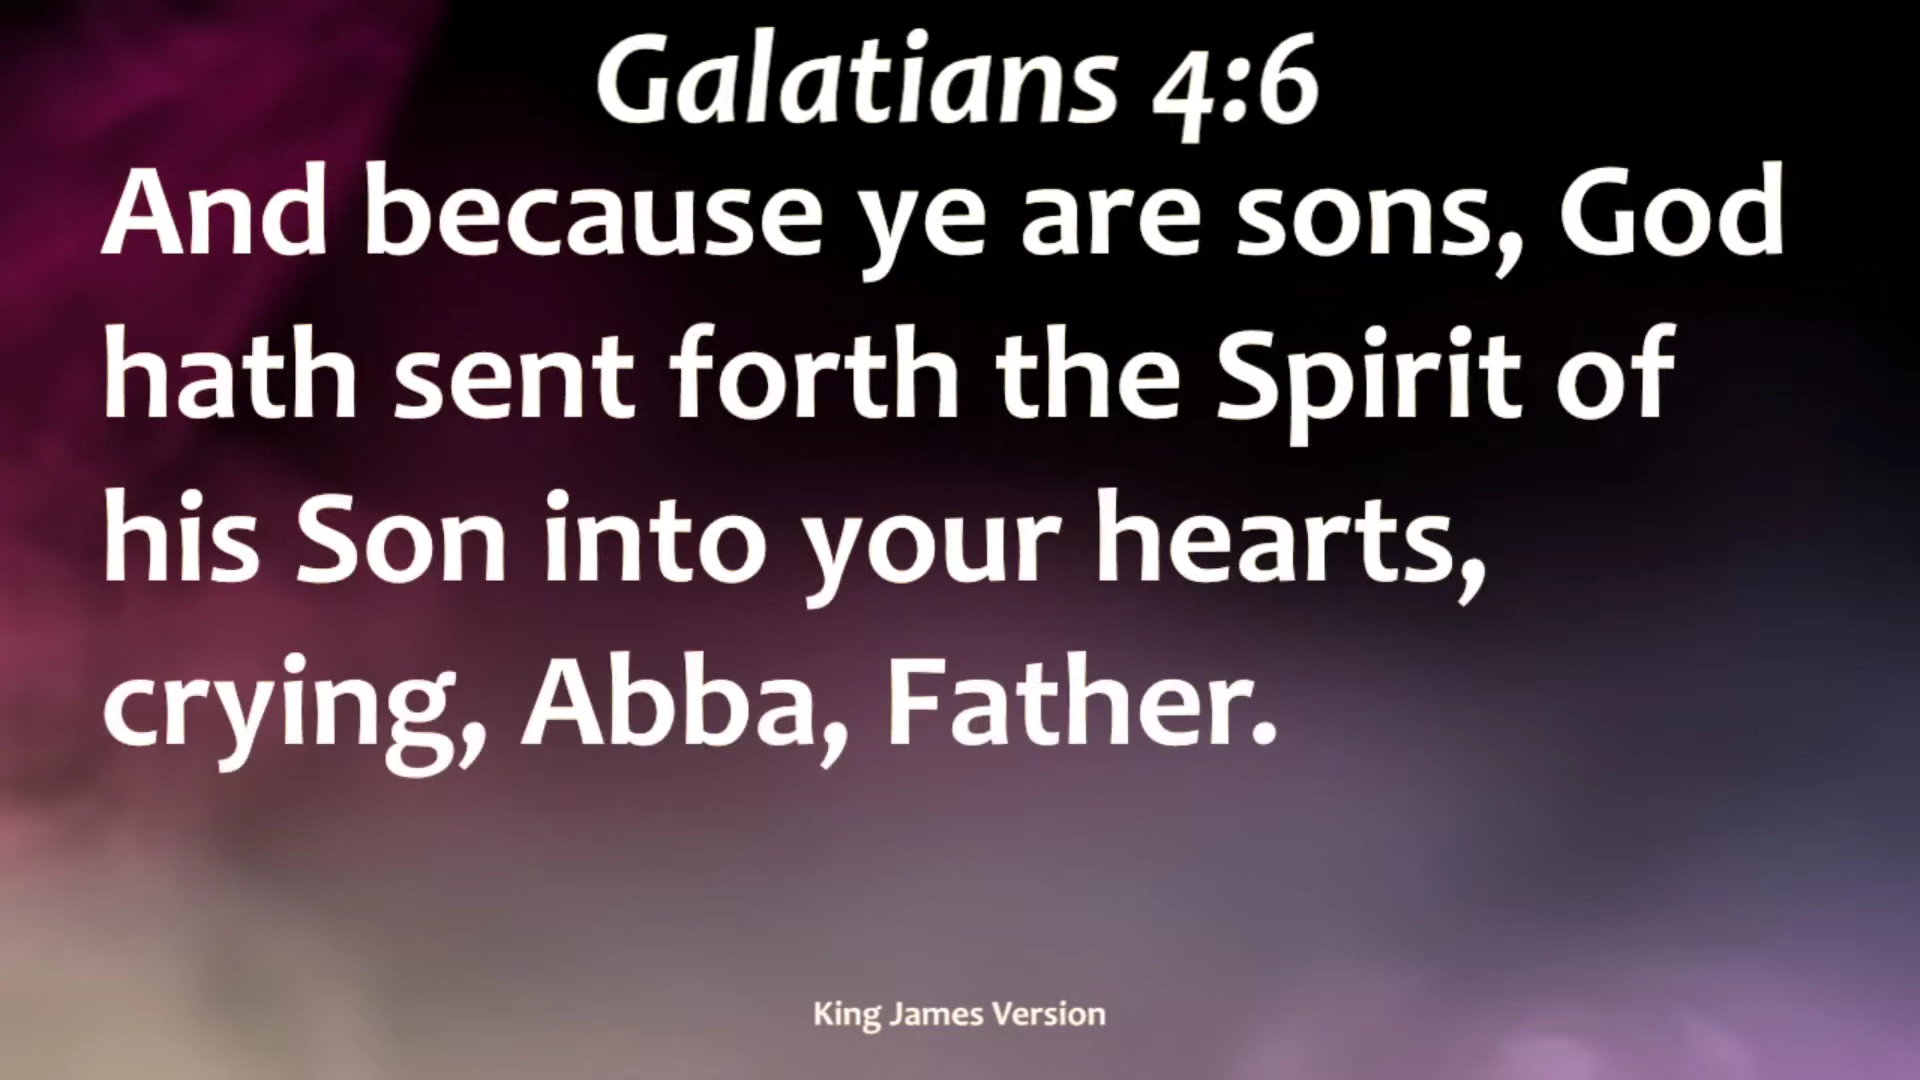 Galatians 4:6
And because ye are sons, God
hath sent forth the Spirit of
his Son into your hearts,
crying, Abba, Father.
King James Version